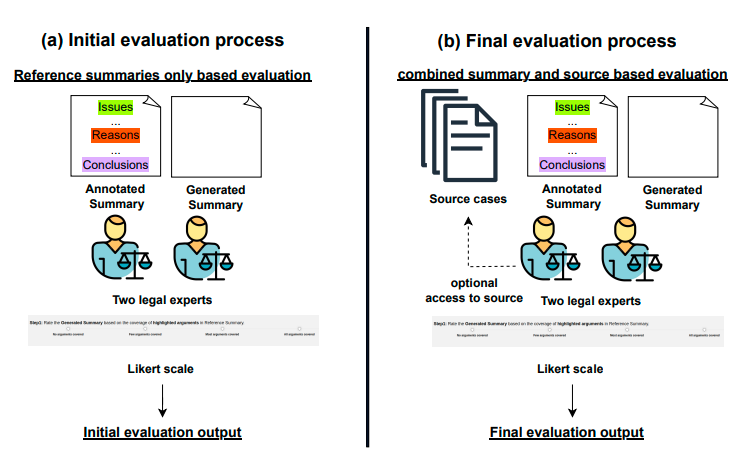 (a) Initial evaluation process
Reference summaries only based evaluation
Issues
...
Reasons
...
Conclusions
Annotated
Summary
Generated
Summary
Two legal experts
Step1: Rate the Generated Summary based on the coverage of highlighted arguments in Reference Summary.
No arguments covered
Few arguments covered
Most arguments covered
All arguments covered
Likert scale
Initial evaluation output
(b) Final evaluation process
combined summary and source based evaluation
Issues
...
Reasons
...
Conclusions
Source cases
Annotated
Summary
Generated
Summary
optional
access to source
Two legal experts
Step1: Rate the Generated Summary based on the coverage of highlighted arguments in Reference Summary.
No arguments covered
Few arguments covered
Most arguments covered
All arguments covered
Likert scale
Final evaluation output